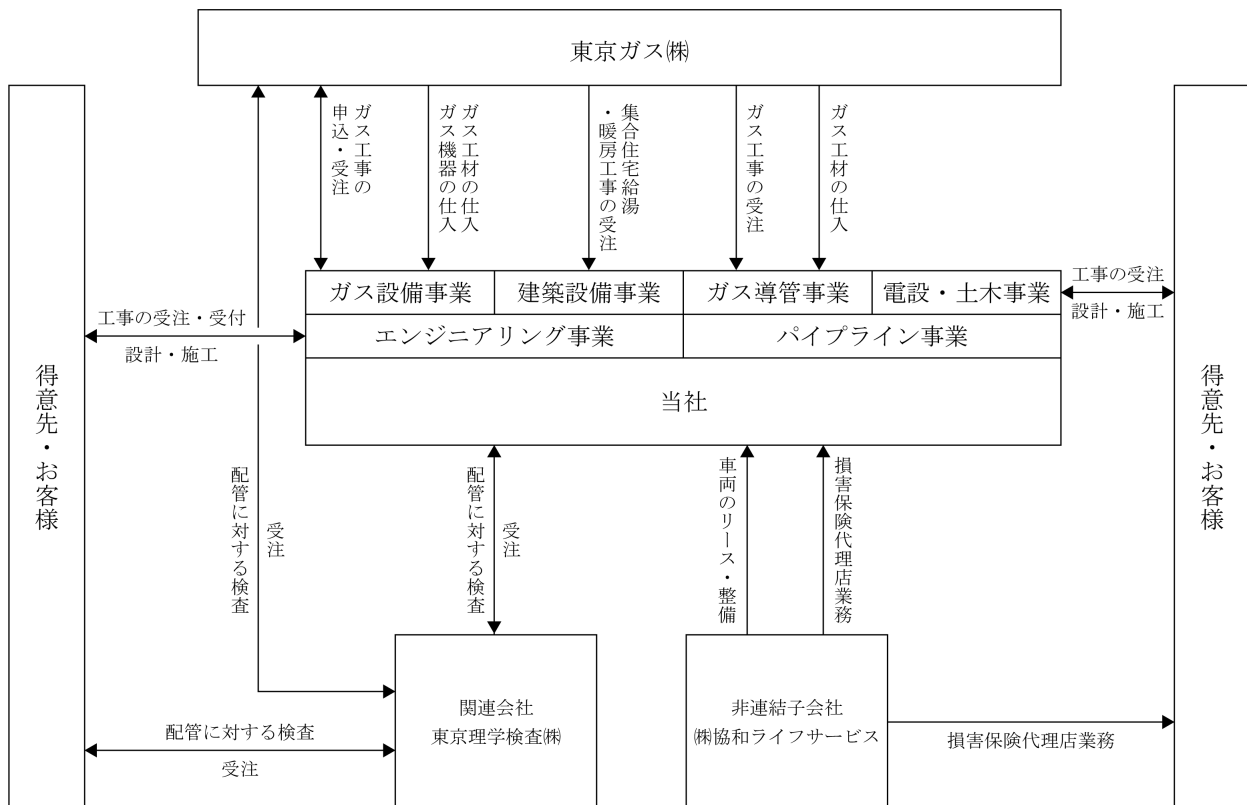 東京ガス㈱
得意先・お客様
ガス工事の
申込・受注
ガス工材の仕入
ガス機器の仕入
集合住宅給湯
・暖房工事の受注
ガス工事の受注
ガス工材の仕入
ガス設備事業
建築設備事業
ガス導管事業
電設・土木事業
エンジニアリング事業
パイプライン事業
当社
工事の受注・受付
設計・施工
工事の受注
設計・施工
得意先・お客様
受注
配管に対する検査
受注
配管に対する検査
車両のリース・整備
損害保険代理店業務
関連会社
東京理学検査㈱
非連結子会社
㈱協和ライフサービス
配管に対する検査
受注
損害保険代理店業務